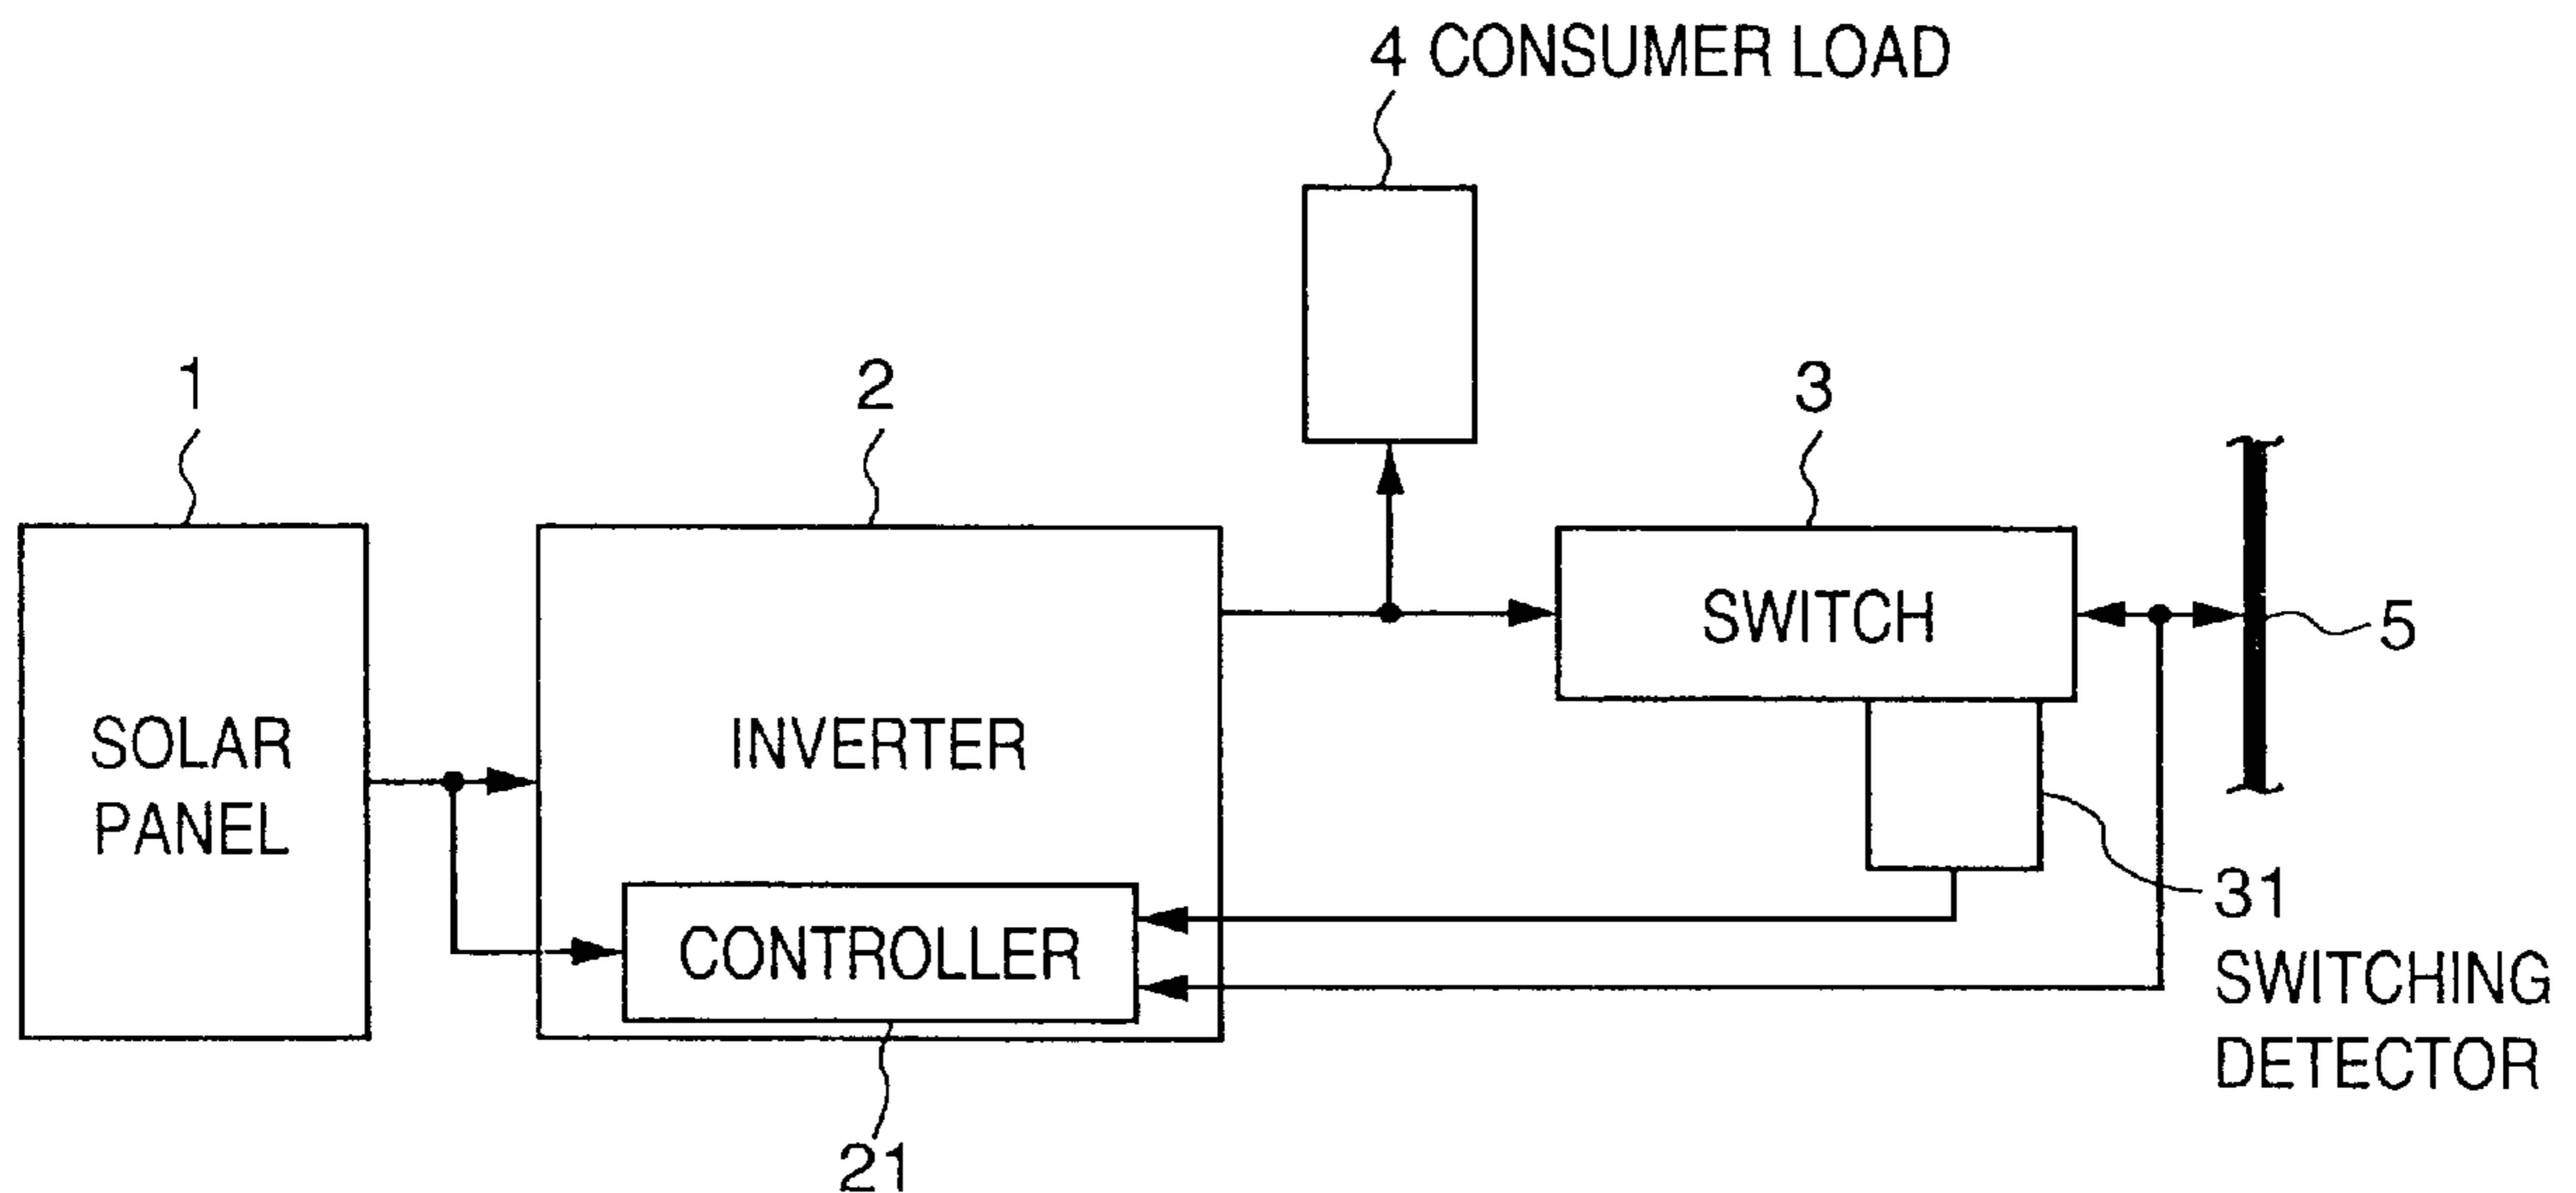 4 CONSUMER LOAD
1
2
3
SOLAR
PANEL
INVERTER
SWITCH
5
CONTROLLER
31
SWITCHING
DETECTOR
21